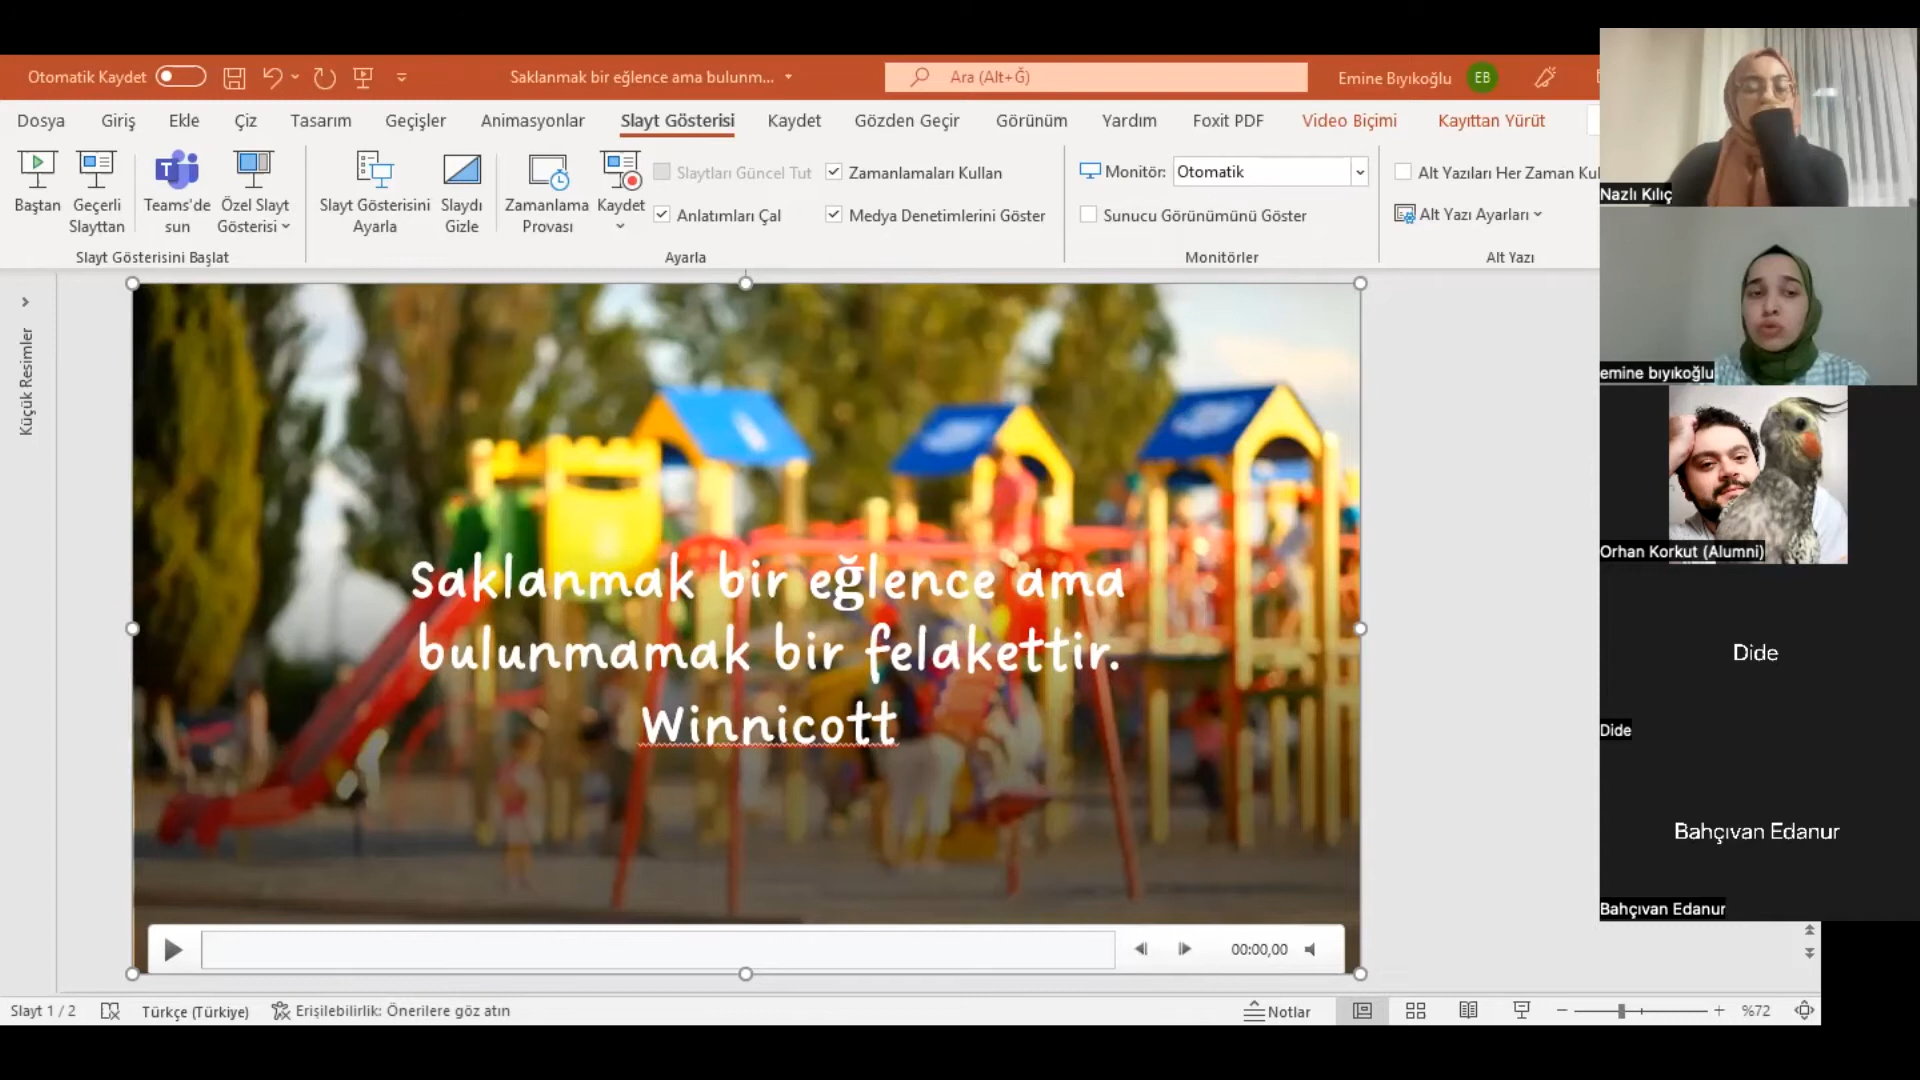 Otomatik Kaydet
Saklanmak bir eğlence ama bulunm...
Ara (Alt+Ğ)
Emine Bıyıkoğlu
EB
Dosya Giriş Ekle Çiz Tasarım Geçişler Animasyonlar Slayt Gösterisi Kaydet Gözden Geçir Görünüm Yardım Foxit PDF Video Biçimi Kayıttan Yürüt
Baştan
Geçerli
Slayttan
Teams'de
sun
Özel Slayt
Gösterisi
Slayt Gösterisini Başlat
Slayt Gösterisini
Ayarla
Slaydı
Gizle
Zamanlama
Provası
Kaydet
Slaytları Güncel Tut
Zamanlamaları Kullan
Anlatımları Çal
Medya Denetimlerini Göster
Ayarla
Monitör: Otomatik
Sunucu Görünümünü Göster
Monitörler
Alt Yazıları Her Zaman Kul
Alt Yazı Ayarları
Alt Yazı
Küçük Resimler
Saklanmak bir eğlence ama
bulunmamak bir felakettir.
Winnicott
00:00,00
Nazlı Kılıç
emine bıyıkoğlu
Orhan Korkut (Alumni)
Dide
Dide
Bahçıvan Edanur
Bahçıvan Edanur
Slayt 1 / 2
Türkçe (Türkiye)
Erişilebilirlik: Önerilere göz atın
Notlar
%72